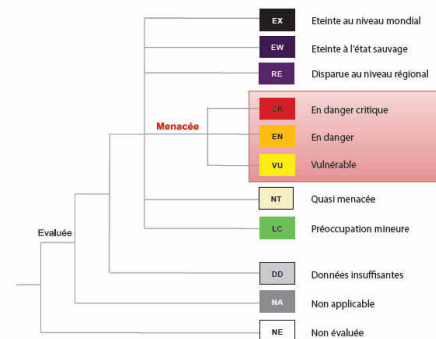 EX Eteinte au niveau mondial
EW Eteinte à l'état sauvage
RE Disparue au niveau régional
CR En danger critique
Menacée
EN En danger
VU Vulnérable
NT Quasi menacée
LC Préoccupation mineure
Evaluée
DD Données insuffisantes
NA Non applicable
NE Non évaluée